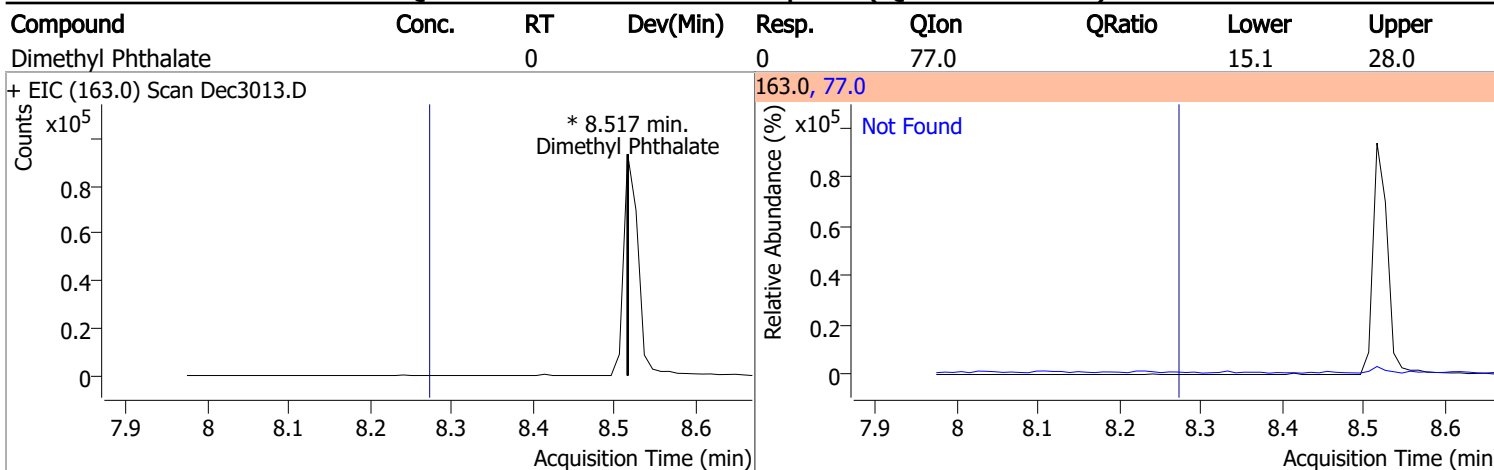 Compound Conc. RT Dev(Min) Resp. QIon QRatio Lower Upper
Dimethyl Phthalate 0 0 77.0 15.1 28.0
+ EIC (163.0) Scan Dec3013.D
Counts
x10⁵
0.8
0.6
0.4
0.2
0
* 8.517 min.
Dimethyl Phthalate
7.9 8 8.1 8.2 8.3 8.4 8.5 8.6
Acquisition Time (min)
163.0, 77.0
Relative Abundance (%)
x10⁵
Not Found
0.8
0.6
0.4
0.2
0
7.9 8 8.1 8.2 8.3 8.4 8.5 8.6
Acquisition Time (min